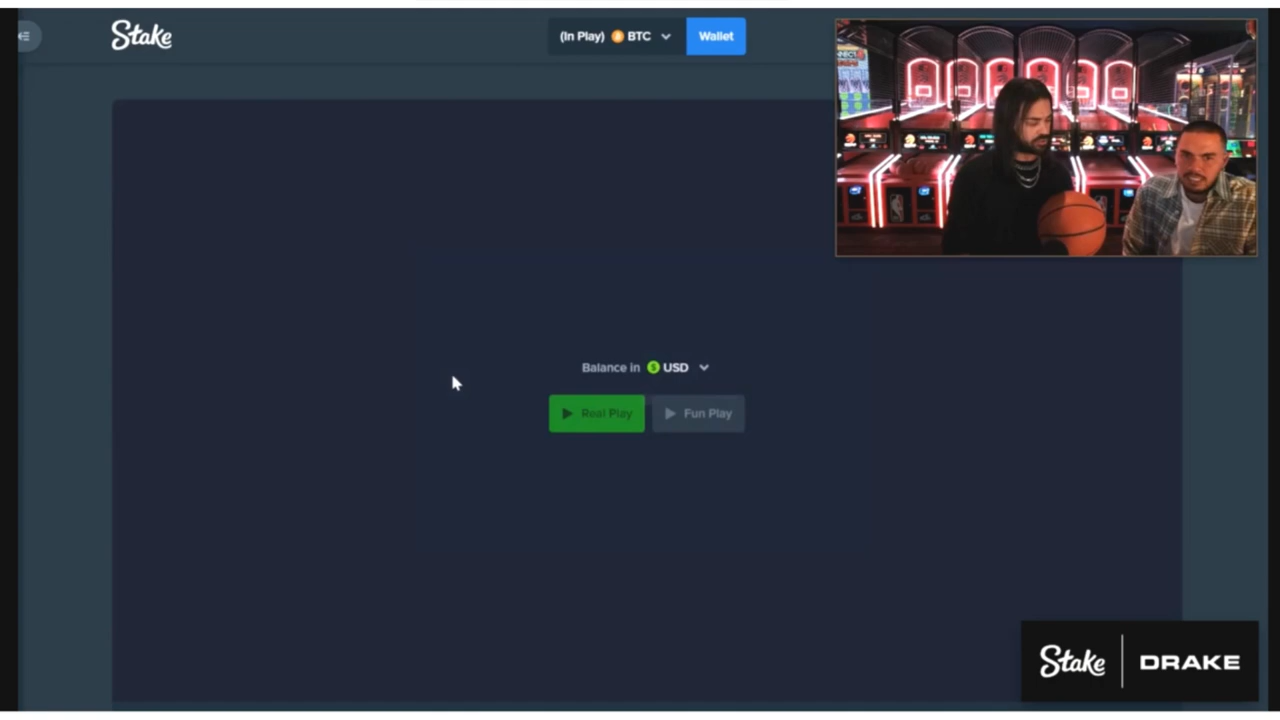 Stake
(In Play) BTC
Wallet
Balance in USD
Real Play
Fun Play
Stake | DRAKE